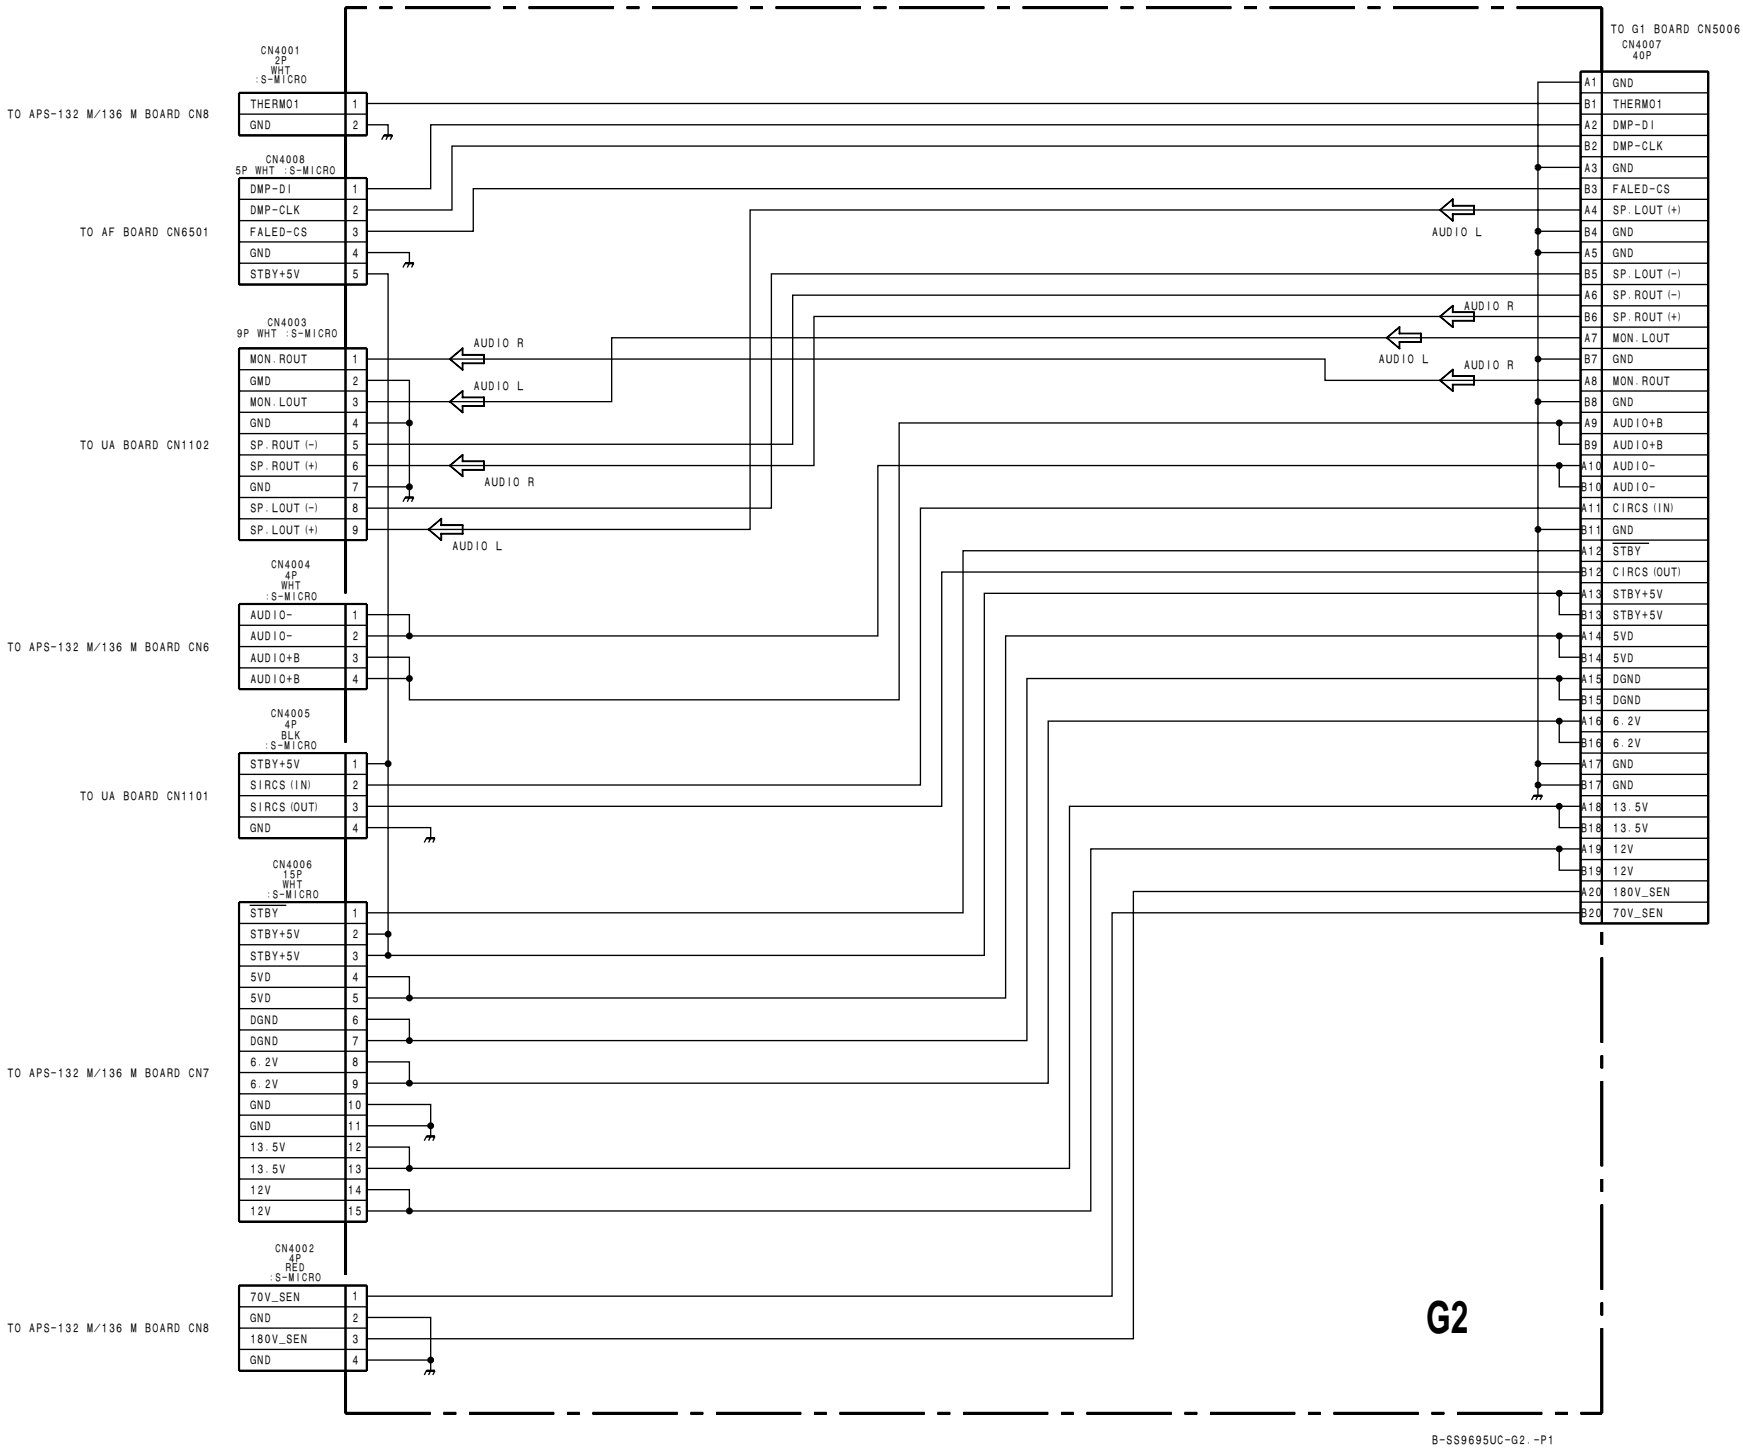 TO G1 BOARD CN5006
CN4007
40P
A1 GND
B1 THERMO1
A2 DMP-DI
B2 DMP-CLK
A3 GND
B3 FALED-CS
A4 SP.LOUT(+)
B4 GND
A5 GND
B5 SP.LOUT(-)
A6 SP.ROUT(-)
B6 SP.ROUT(+)
A7 MON.LOUT
B7 GND
A8 MON.ROUT
B8 GND
A9 AUDIO+B
B9 AUDIO+B
A10 AUDIO-
B10 AUDIO-
A11 CIRCS(IN)
B11 GND
A12 STBY
B12 CIRCS(OUT)
A13 STBY+5V
B13 STBY+5V
A14 5VD
B14 5VD
A15 DGND
B15 DGND
A16 6.2V
B16 6.2V
A17 GND
B17 GND
A18 13.5V
B18 13.5V
A19 12V
B19 12V
A20 180V_SEN
B20 70V_SEN
CN4001
2P
WHT
:S-MICRO
TO APS-132 M/136 M BOARD CN8
THERMO1 1
GND 2
CN4008
5P WHT :S-MICRO
TO AF BOARD CN6501
DMP-DI 1
DMP-CLK 2
FALED-CS 3
GND 4
STBY+5V 5
CN4003
9P WHT :S-MICRO
TO UA BOARD CN1102
MON.ROUT 1
GMD 2
MON.LOUT 3
GND 4
SP.ROUT(-) 5
SP.ROUT(+) 6
GND 7
SP.LOUT(-) 8
SP.LOUT(+) 9
AUDIO L
AUDIO R
AUDIO L
AUDIO R
AUDIO R
AUDIO L
AUDIO R
AUDIO L
CN4004
4P
WHT
:S-MICRO
TO APS-132 M/136 M BOARD CN6
AUDIO- 1
AUDIO- 2
AUDIO+B 3
AUDIO+B 4
CN4005
4P
BLK
:S-MICRO
TO UA BOARD CN1101
STBY+5V 1
SIRCS(IN) 2
SIRCS(OUT) 3
GND 4
CN4006
15P
WHT
:S-MICRO
TO APS-132 M/136 M BOARD CN7
STBY 1
STBY+5V 2
STBY+5V 3
5VD 4
5VD 5
DGND 6
DGND 7
6.2V 8
6.2V 9
GND 10
GND 11
13.5V 12
13.5V 13
12V 14
12V 15
CN4002
4P
RED
:S-MICRO
TO APS-132 M/136 M BOARD CN8
70V_SEN 1
GND 2
180V_SEN 3
GND 4
G2
B-SS9695UC-G2.-P1